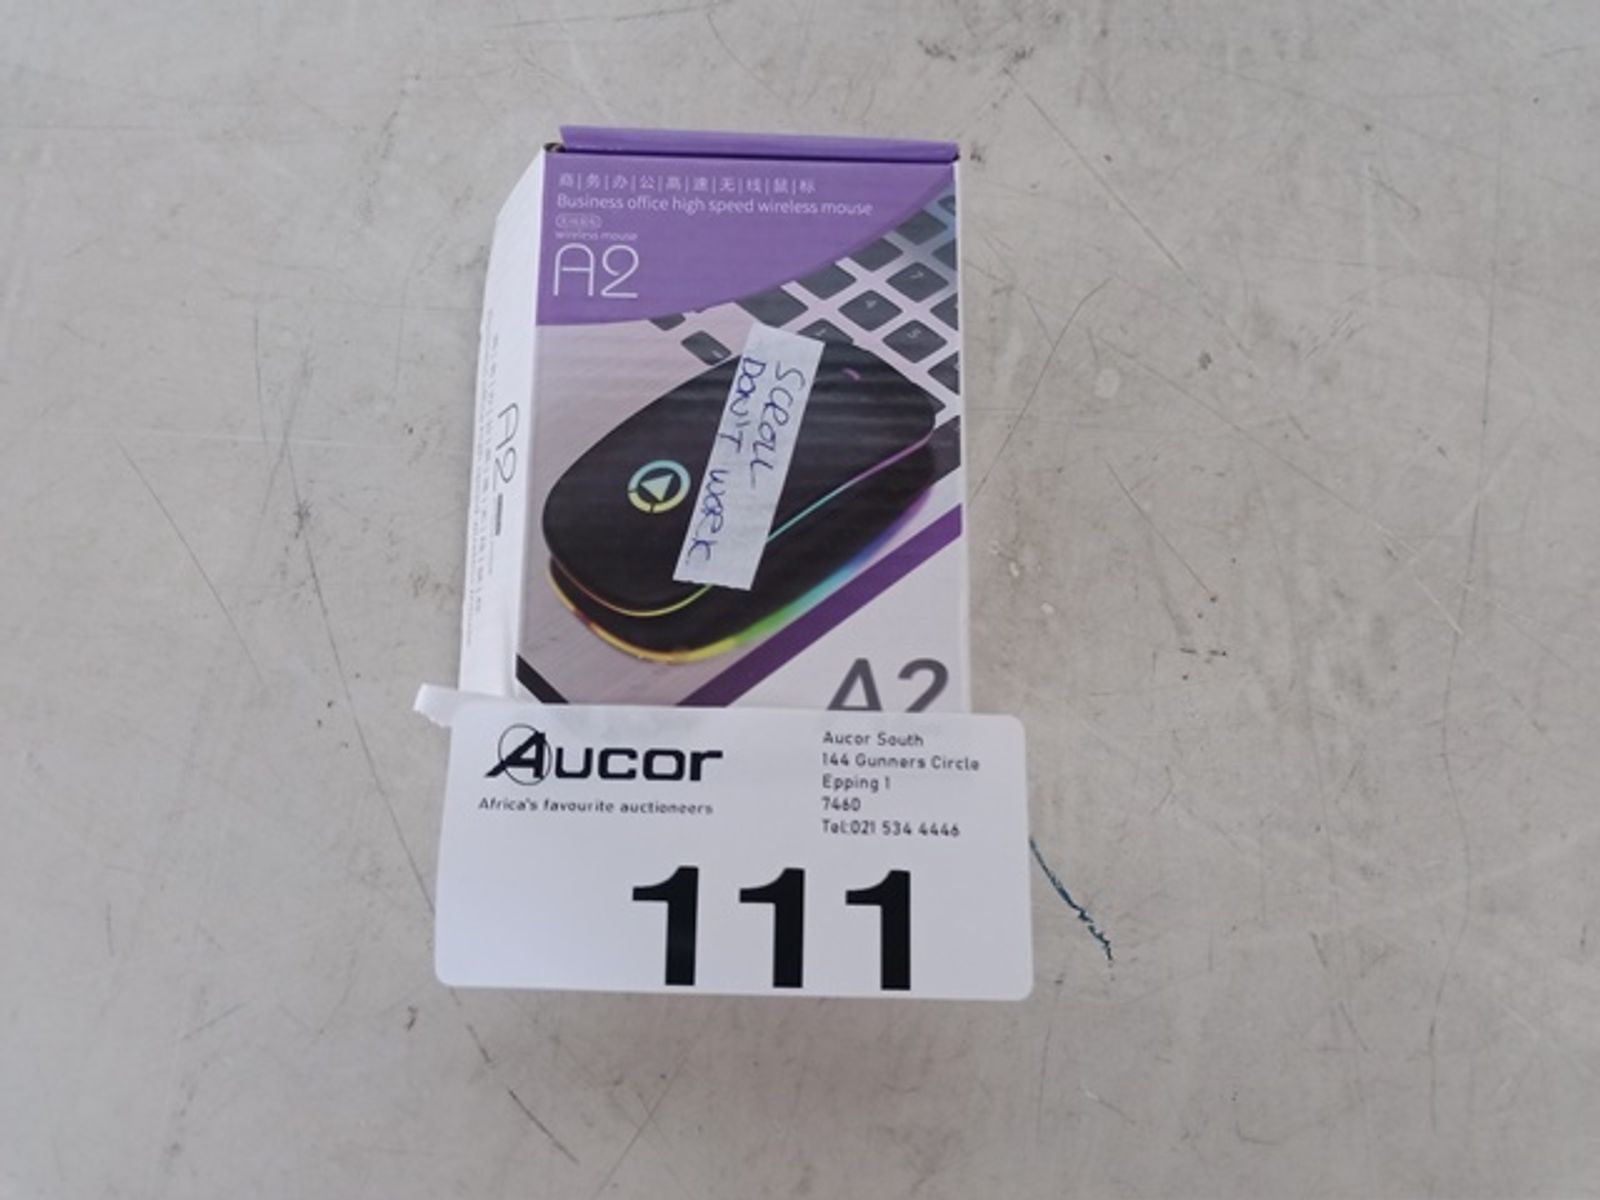 商|务|办|公|高|速|无|线|鼠|标
Business office high speed wireless mouse
wireless mouse
A2
SCROLL
DON'T WORK
A2
A2
Aucor
Africa's favourite auctioneers
Aucor South
144 Gunners Circle
Epping 1
7460
Tel:021 534 4446
111